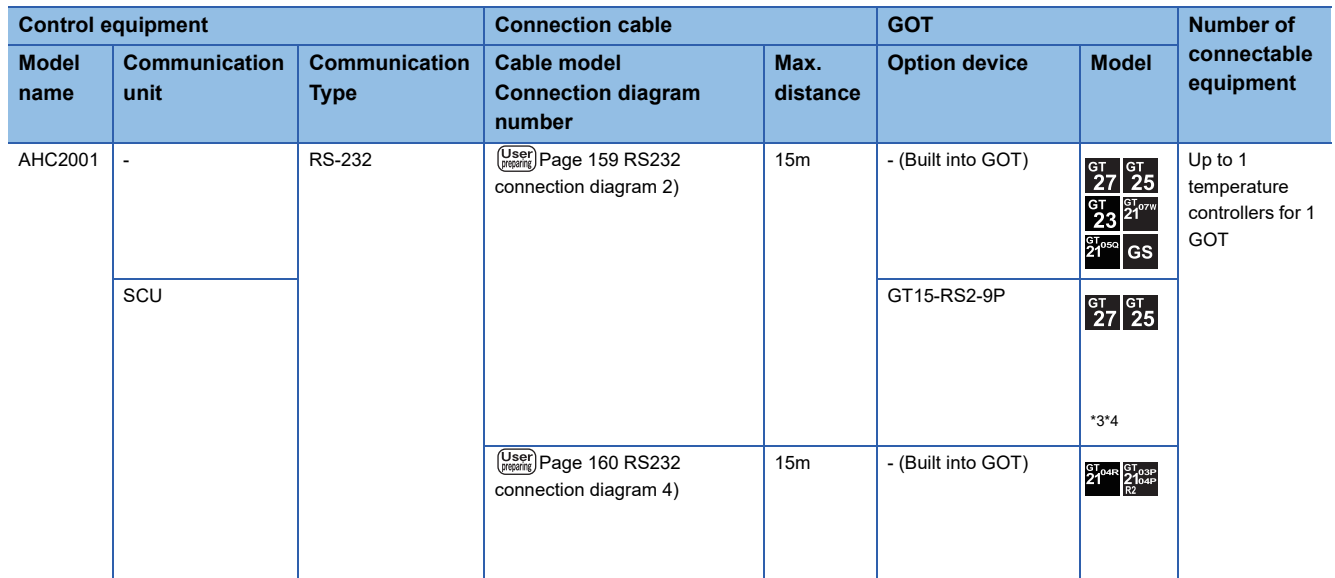 Control equipment Connection cable GOT Number of connectable equipment
Model name Communication unit Communication Type Cable model Connection diagram number Max. distance Option device Model
AHC2001 - RS-232 User preparing Page 159 RS232 connection diagram 2) 15m - (Built into GOT) GT 27 GT 25 Up to 1 temperature controllers for 1 GOT
GT 23 GT 21 07W
GT 21 05Q GS
SCU GT15-RS2-9P GT 27 GT 25
*3*4
User preparing Page 160 RS232 connection diagram 4) 15m - (Built into GOT) GT 21 04R GT 21 03P 04P R2